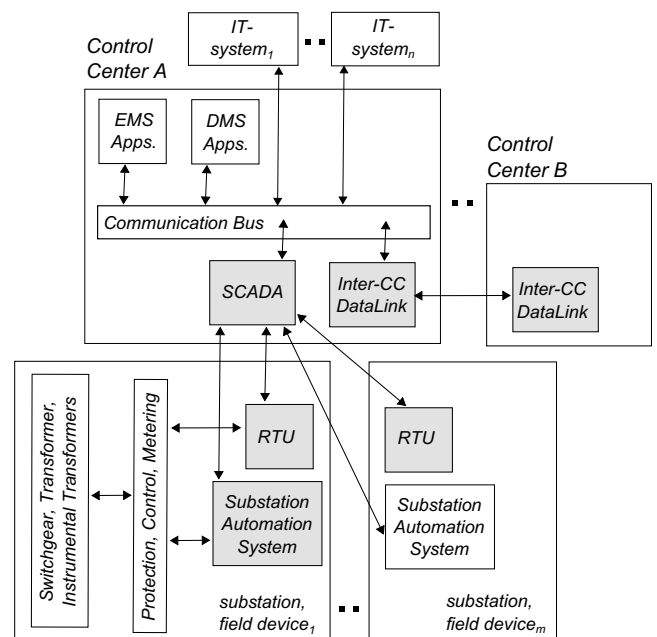 IT-
system₁
IT-
systemₙ
Control
Center A
EMS
Apps.
DMS
Apps.
Control
Center B
Communication Bus
SCADA
Inter-CC
DataLink
Inter-CC
DataLink
Switchgear, Transformer,
Instrumental Transformers
Protection, Control, Metering
RTU
RTU
Substation
Automation
System
Substation
Automation
System
substation,
field device₁
substation,
field deviceₘ